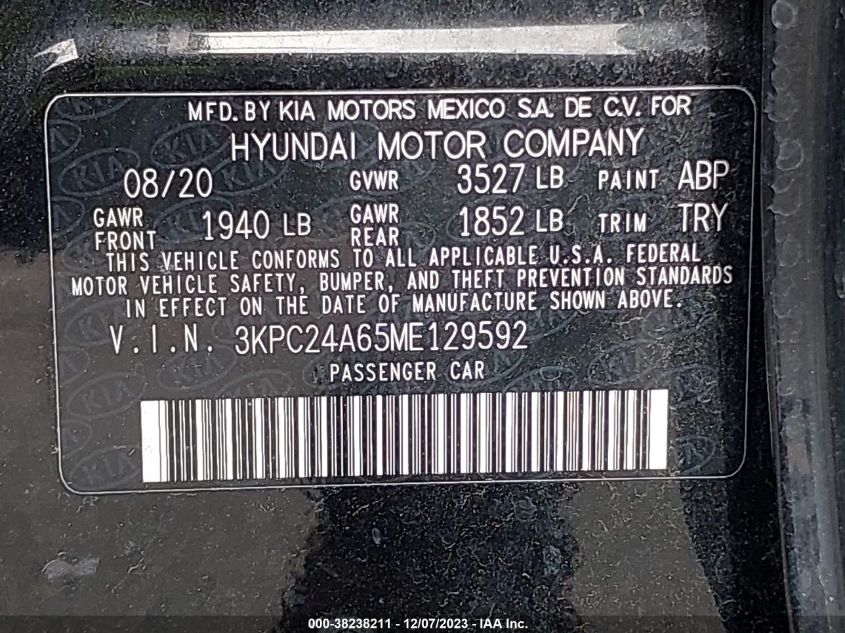 MFD. BY KIA MOTORS MEXICO S.A. DE C.V. FOR
HYUNDAI MOTOR COMPANY
08/20 GVWR 3527 LB PAINT ABP
GAWR FRONT 1940 LB GAWR REAR 1852 LB TRIM TRY
THIS VEHICLE CONFORMS TO ALL APPLICABLE U.S.A. FEDERAL
MOTOR VEHICLE SAFETY, BUMPER, AND THEFT PREVENTION STANDARDS
IN EFFECT ON THE DATE OF MANUFACTURE SHOWN ABOVE.
V.I.N. 3KPC24A65ME129592
PASSENGER CAR
000-38238211 - 12/07/2023 - © IAA, Inc.